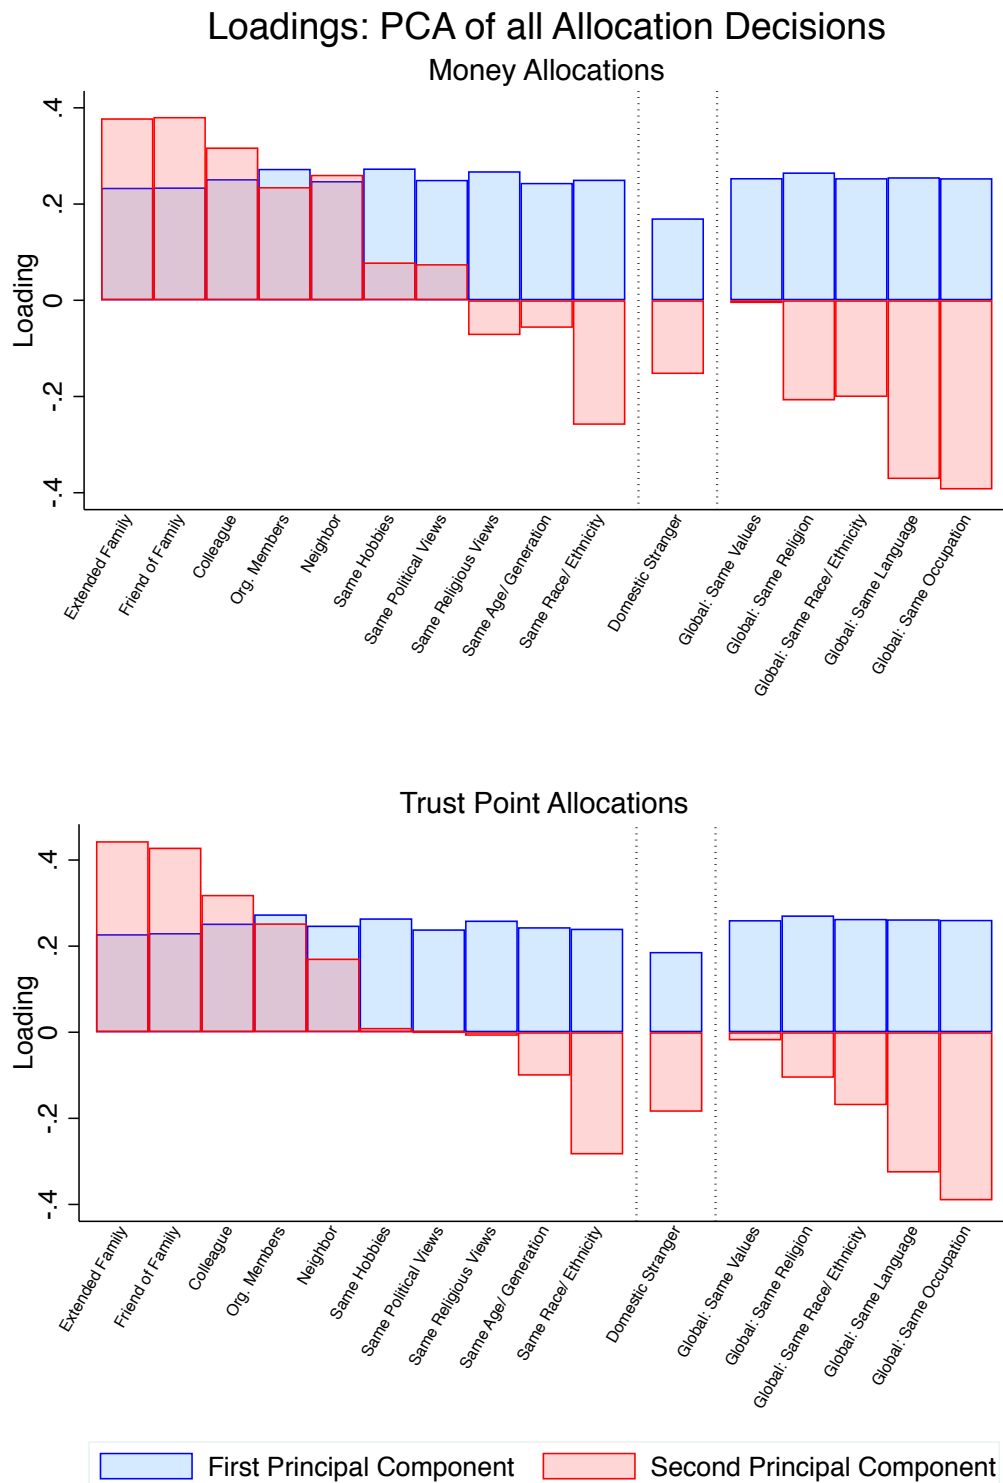 Loadings: PCA of all Allocation Decisions
Money Allocations
Loading
.4
.2
0
-.2
-.4
Extended Family
Friend of Family
Colleague
Org. Members
Neighbor
Same Hobbies
Same Political Views
Same Religious Views
Same Age/ Generation
Same Race/ Ethnicity
Domestic Stranger
Global: Same Values
Global: Same Religion
Global: Same Race/ Ethnicity
Global: Same Language
Global: Same Occupation
Trust Point Allocations
Loading
.4
.2
0
-.2
-.4
Extended Family
Friend of Family
Colleague
Org. Members
Neighbor
Same Hobbies
Same Political Views
Same Religious Views
Same Age/ Generation
Same Race/ Ethnicity
Domestic Stranger
Global: Same Values
Global: Same Religion
Global: Same Race/ Ethnicity
Global: Same Language
Global: Same Occupation
First Principal Component
Second Principal Component